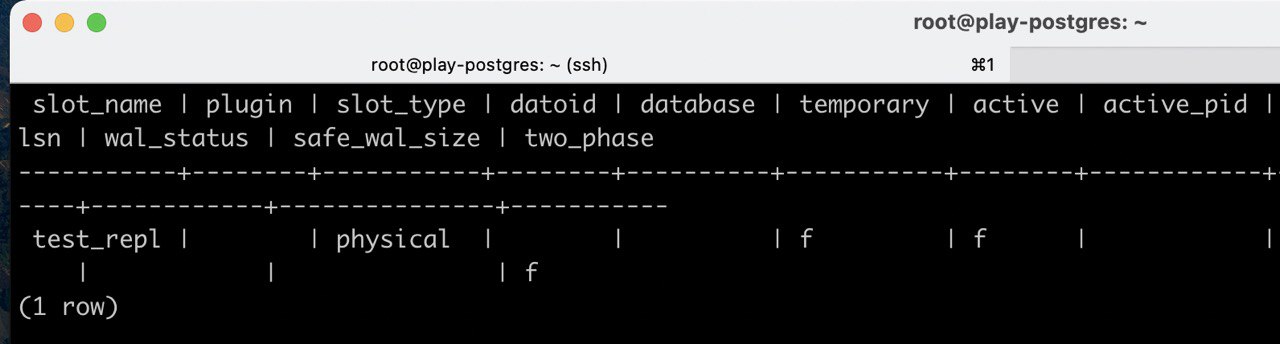 root@play-postgres: ~
root@play-postgres: ~ (ssh) ⌘1
 slot_name | plugin | slot_type | datoid | database | temporary | active | active_pid |
lsn | wal_status | safe_wal_size | two_phase
-----------+--------+-----------+--------+----------+-----------+--------+------------+-
----+------------+---------------+-----------
 test_repl |        | physical  |        |          | f         | f      |            |
    |            |               | f
(1 row)